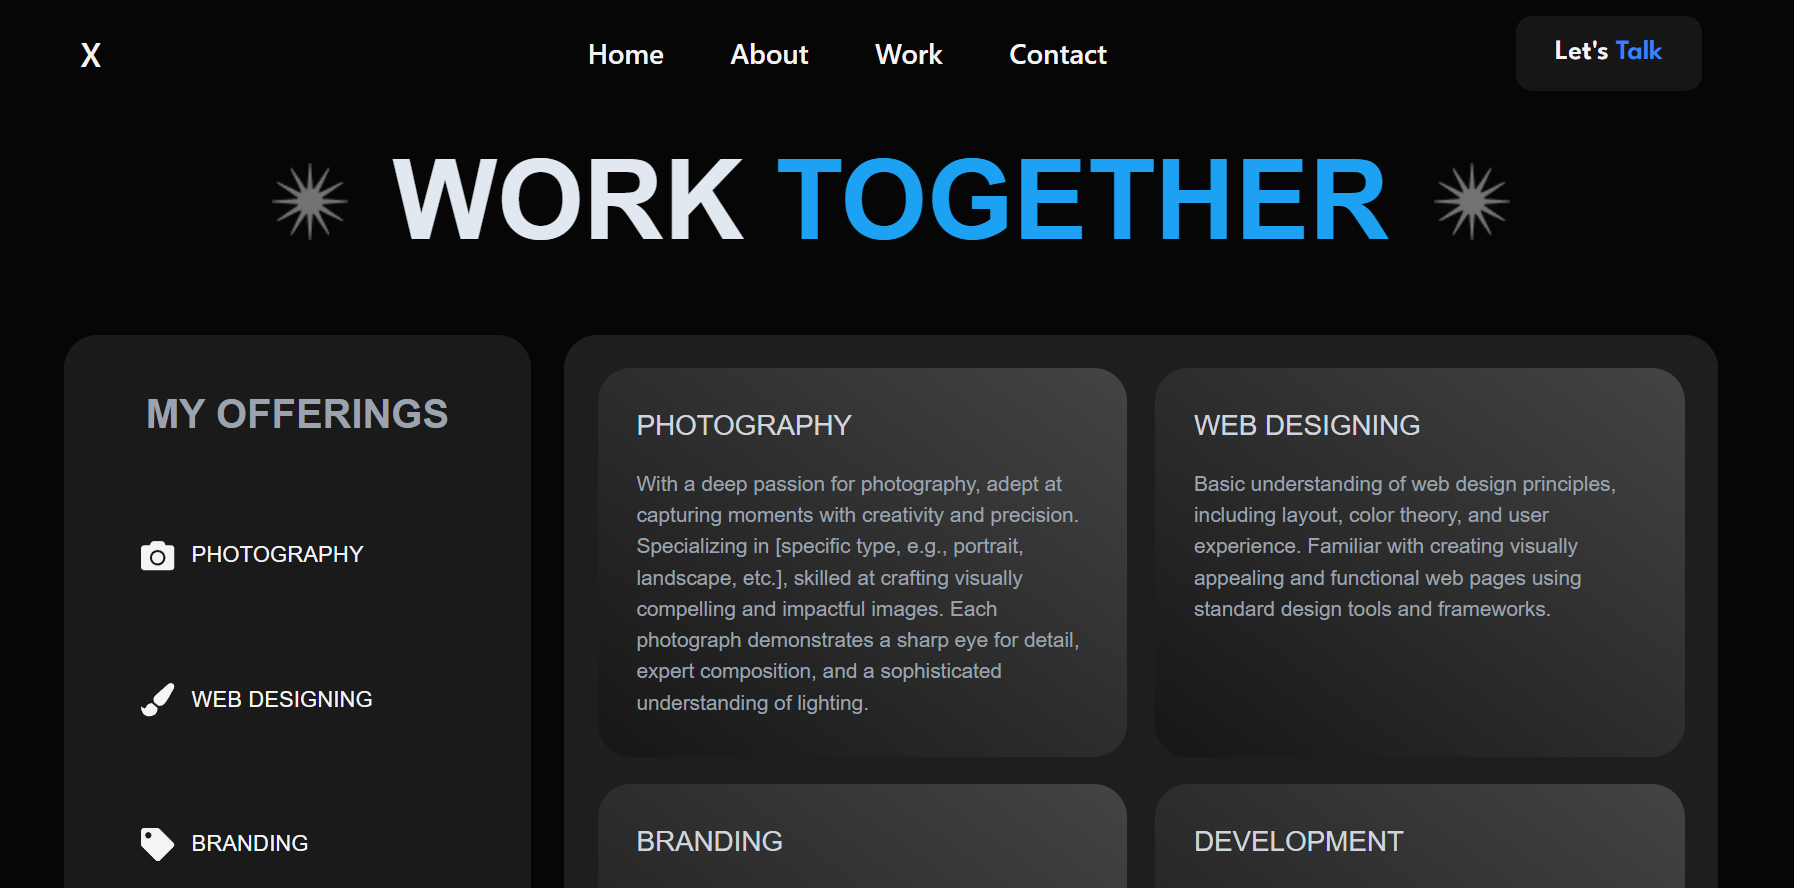 X
Home
About
Work
Contact
Let's Talk
WORK TOGETHER
MY OFFERINGS
PHOTOGRAPHY
WEB DESIGNING
BRANDING
PHOTOGRAPHY
With a deep passion for photography, adept at
capturing moments with creativity and precision.
Specializing in [specific type, e.g., portrait,
landscape, etc.], skilled at crafting visually
compelling and impactful images. Each
photograph demonstrates a sharp eye for detail,
expert composition, and a sophisticated
understanding of lighting.
WEB DESIGNING
Basic understanding of web design principles,
including layout, color theory, and user
experience. Familiar with creating visually
appealing and functional web pages using
standard design tools and frameworks.
BRANDING
DEVELOPMENT